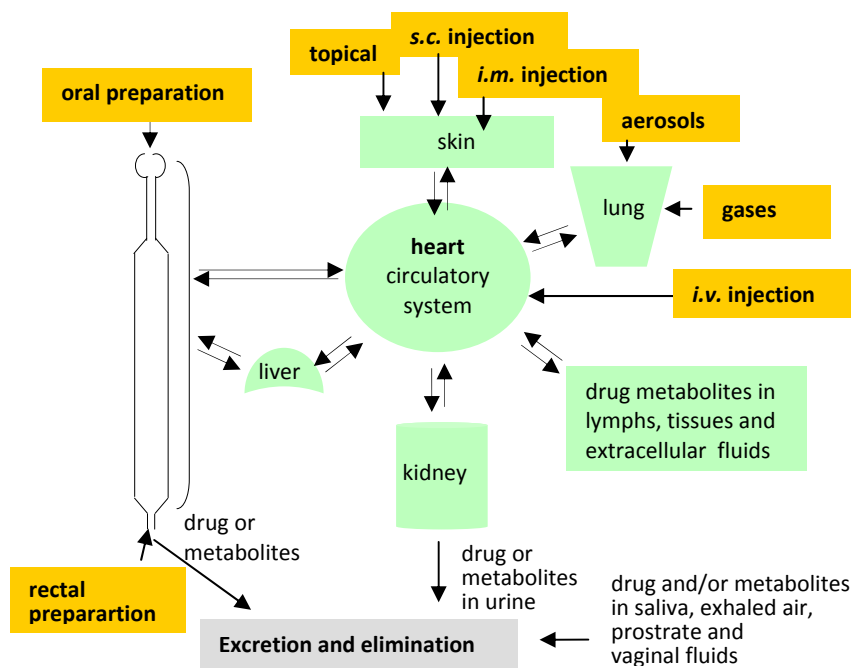 s.c. injection
topical
i.m. injection
oral preparation
aerosols
skin
lung
gases
heart
circulatory
system
i.v. injection
liver
drug metabolites in
lymphs, tissues and
extracellular fluids
kidney
drug or
metabolites
drug or
metabolites
in urine
rectal
preparartion
drug and/or metabolites
in saliva, exhaled air,
prostrate and
vaginal fluids
Excretion and elimination